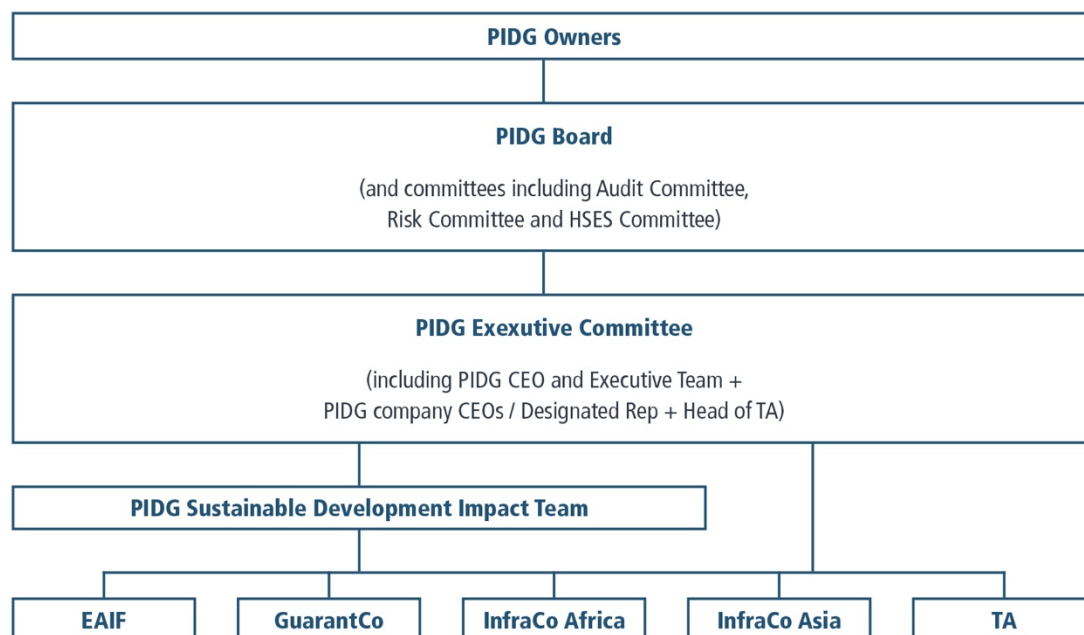 PIDG Owners
PIDG Board
(and committees including Audit Committee,
Risk Committee and HSES Committee)
PIDG Exexutive Committee
(including PIDG CEO and Executive Team +
PIDG company CEOs / Designated Rep + Head of TA)
PIDG Sustainable Development Impact Team
EAIF
GuarantCo
InfraCo Africa
InfraCo Asia
TA